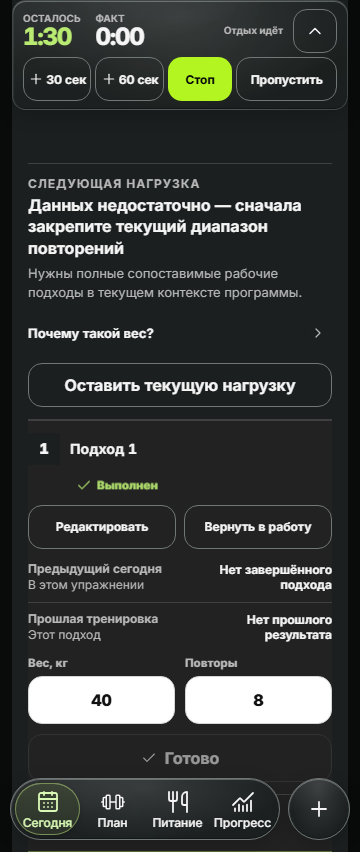 ОСТАЛОСЬ ФАКТ
1:30 0:00
Отдых идёт
+ 30 сек + 60 сек Стоп Пропустить
СЛЕДУЮЩАЯ НАГРУЗКА
Данных недостаточно — сначала
закрепите текущий диапазон
повторений
Нужны полные сопоставимые рабочие
подходы в текущем контексте программы.
Почему такой вес?
Оставить текущую нагрузку
1 Подход 1
Выполнен
Редактировать Вернуть в работу
Предыдущий сегодня
В этом упражнении
Нет завершённого
подхода
Прошлая тренировка
Этот подход
Нет прошлого
результата
Вес, кг Повторы
40 8
Готово
Сегодня План Питание Прогресс
+